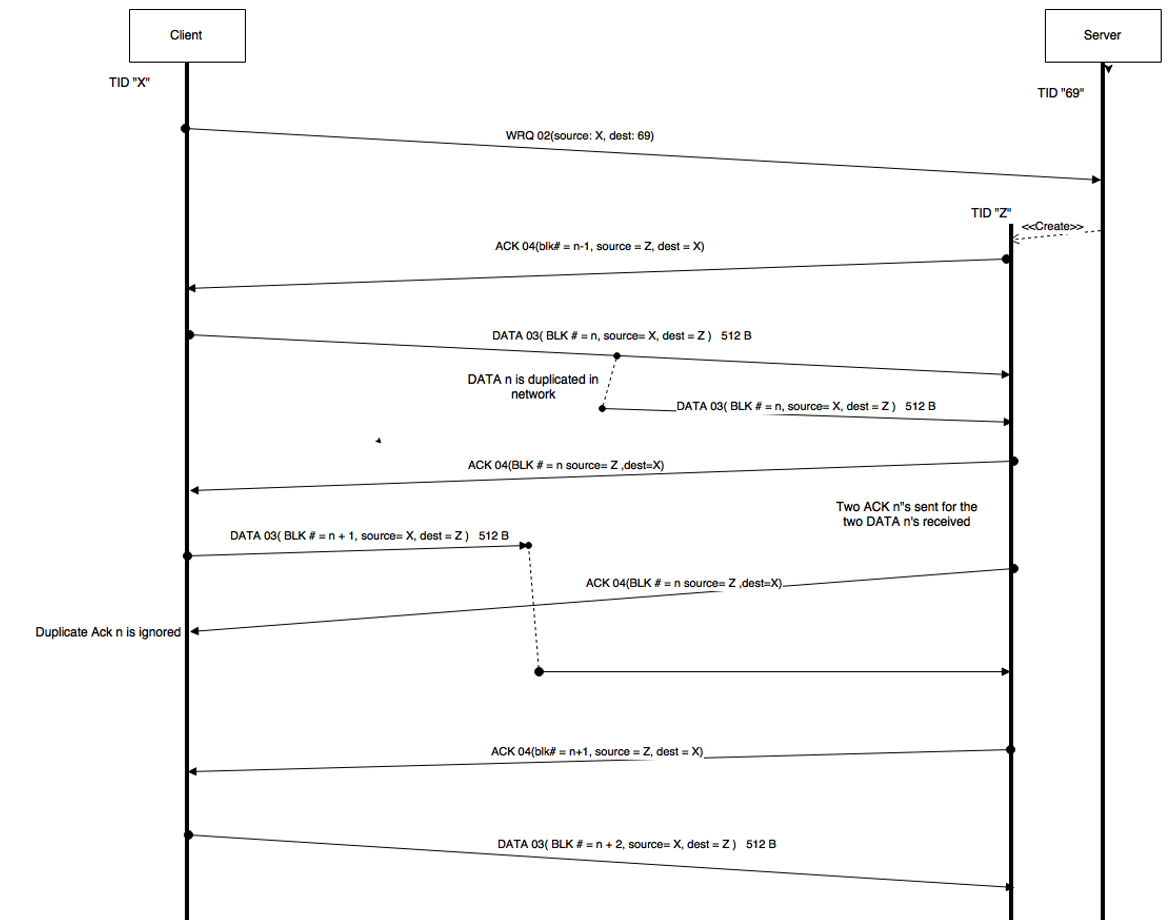 Client
Server
TID "X"
TID "69"
WRQ 02(source: X, dest: 69)
TID "Z"
<<Create>>
ACK 04(blk# = n-1, source = Z, dest = X)
DATA 03( BLK # = n, source= X, dest = Z )   512 B
DATA n is duplicated in
network
DATA 03( BLK # = n, source= X, dest = Z )   512 B
ACK 04(BLK # = n source= Z ,dest=X)
Two ACK n"s sent for the
two DATA n's received
DATA 03( BLK # = n + 1, source= X, dest = Z )   512 B
ACK 04(BLK # = n source= Z ,dest=X)
Duplicate Ack n is ignored
ACK 04(blk# = n+1, source = Z, dest = X)
DATA 03( BLK # = n + 2, source= X, dest = Z )   512 B